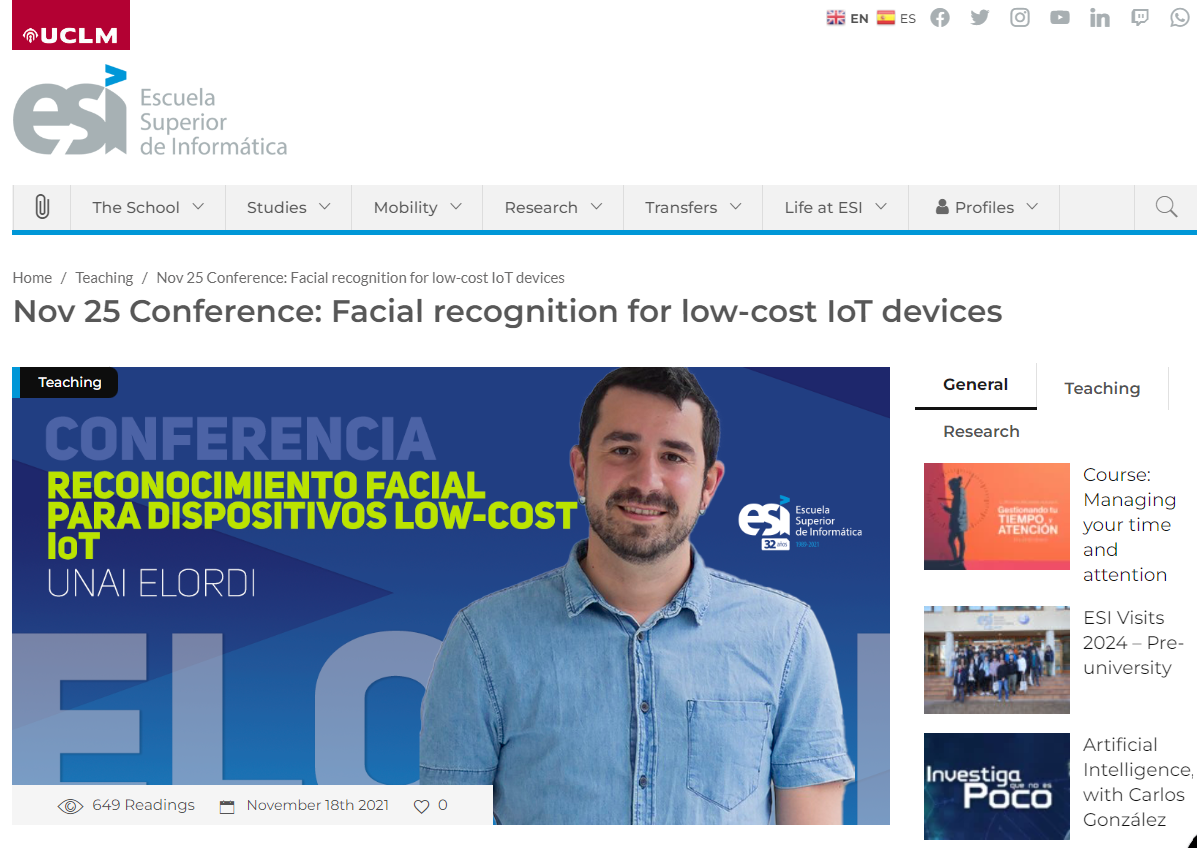 UCLM
EN
ES
esi
Escuela
Superior
de Informática
The School
Studies
Mobility
Research
Transfers
Life at ESI
Profiles
Home / Teaching / Nov 25 Conference: Facial recognition for low-cost IoT devices
Nov 25 Conference: Facial recognition for low-cost IoT devices
Teaching
CONFERENCIA
RECONOCIMIENTO FACIAL
PARA DISPOSITIVOS LOW-COST
IoT
UNAI ELORDI
esi
Escuela
Superior
de Informática
32 años
ELO
649 Readings
November 18th 2021
0
General
Teaching
Research
Gestionando tu
TIEMPO y
ATENCIÓN
Course:
Managing
your time
and
attention
esi
ESI Visits
2024 – Pre-
university
Investiga
que no es
Poco
Artificial
Intelligence,
with Carlos
González